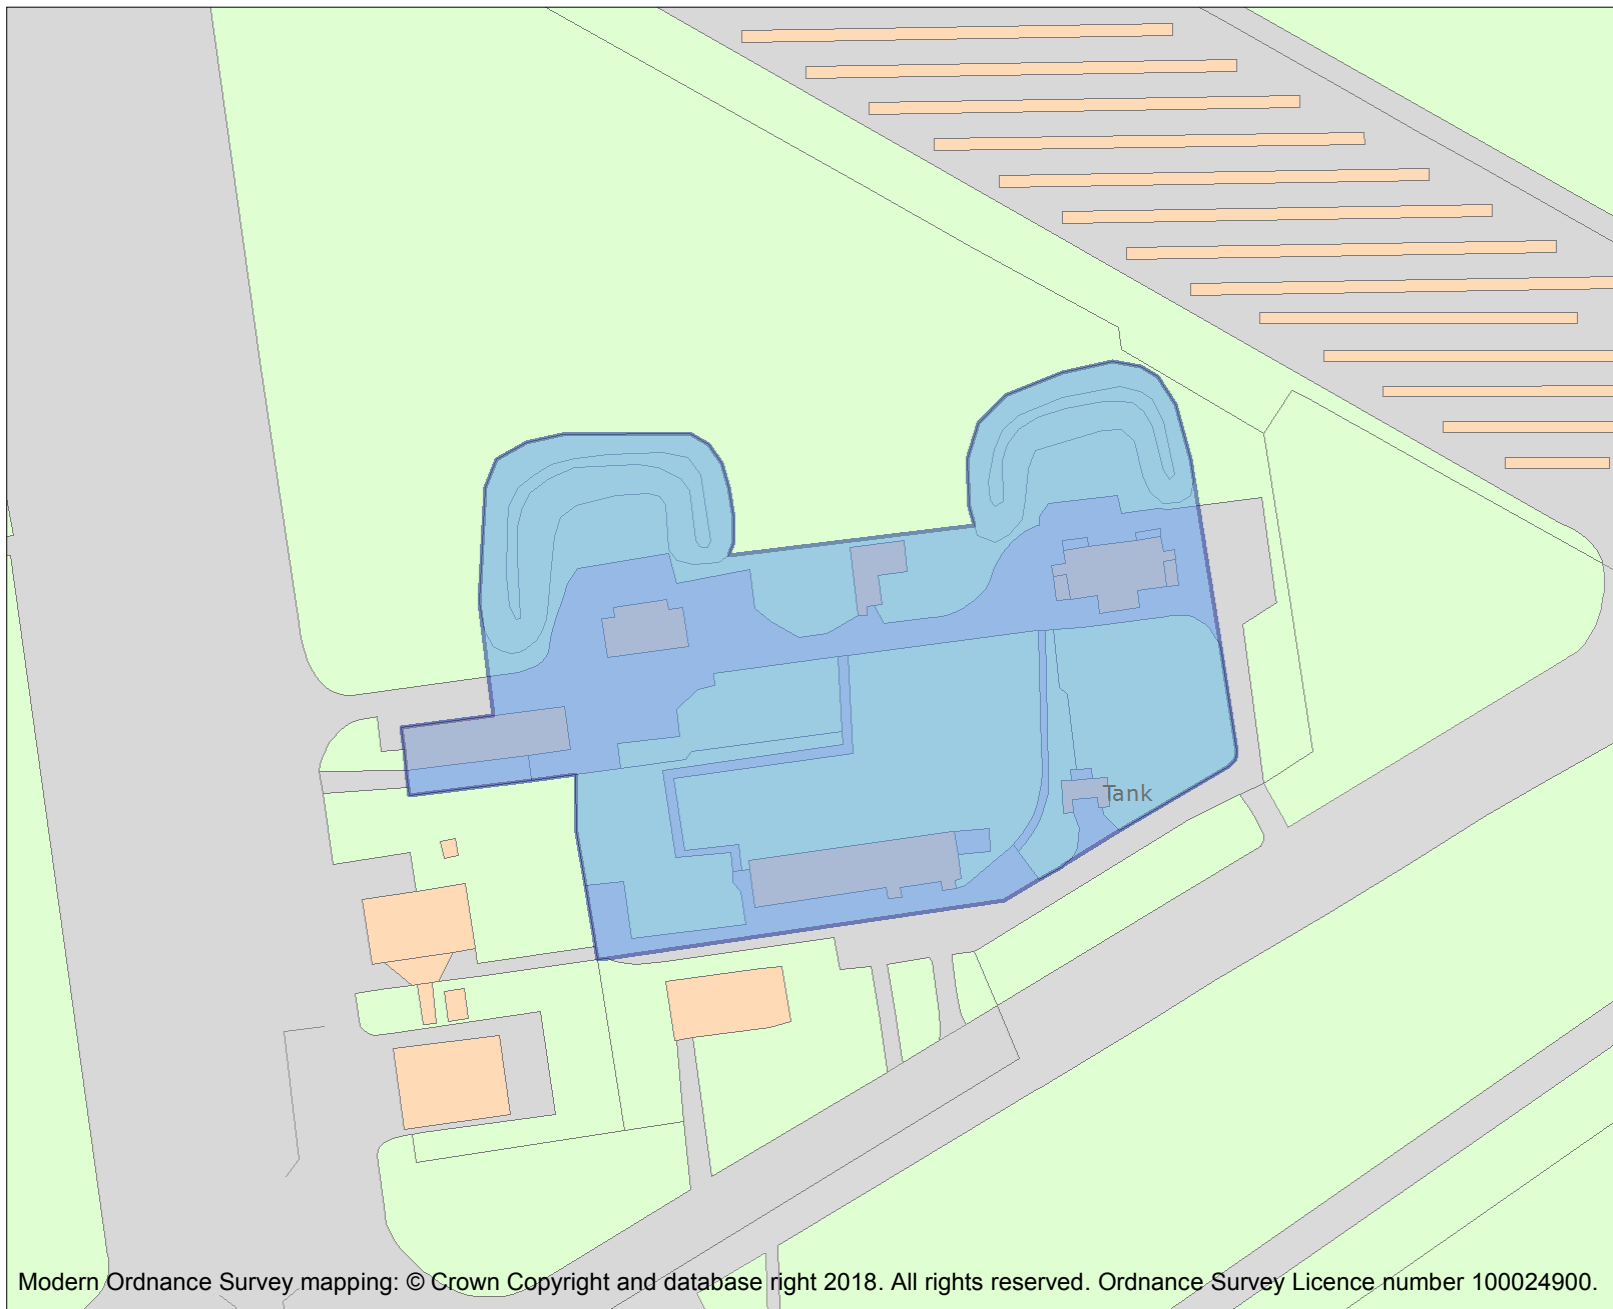 Tank
Modern Ordnance Survey mapping: © Crown Copyright and database right 2018. All rights reserved. Ordnance Survey Licence number 100024900.